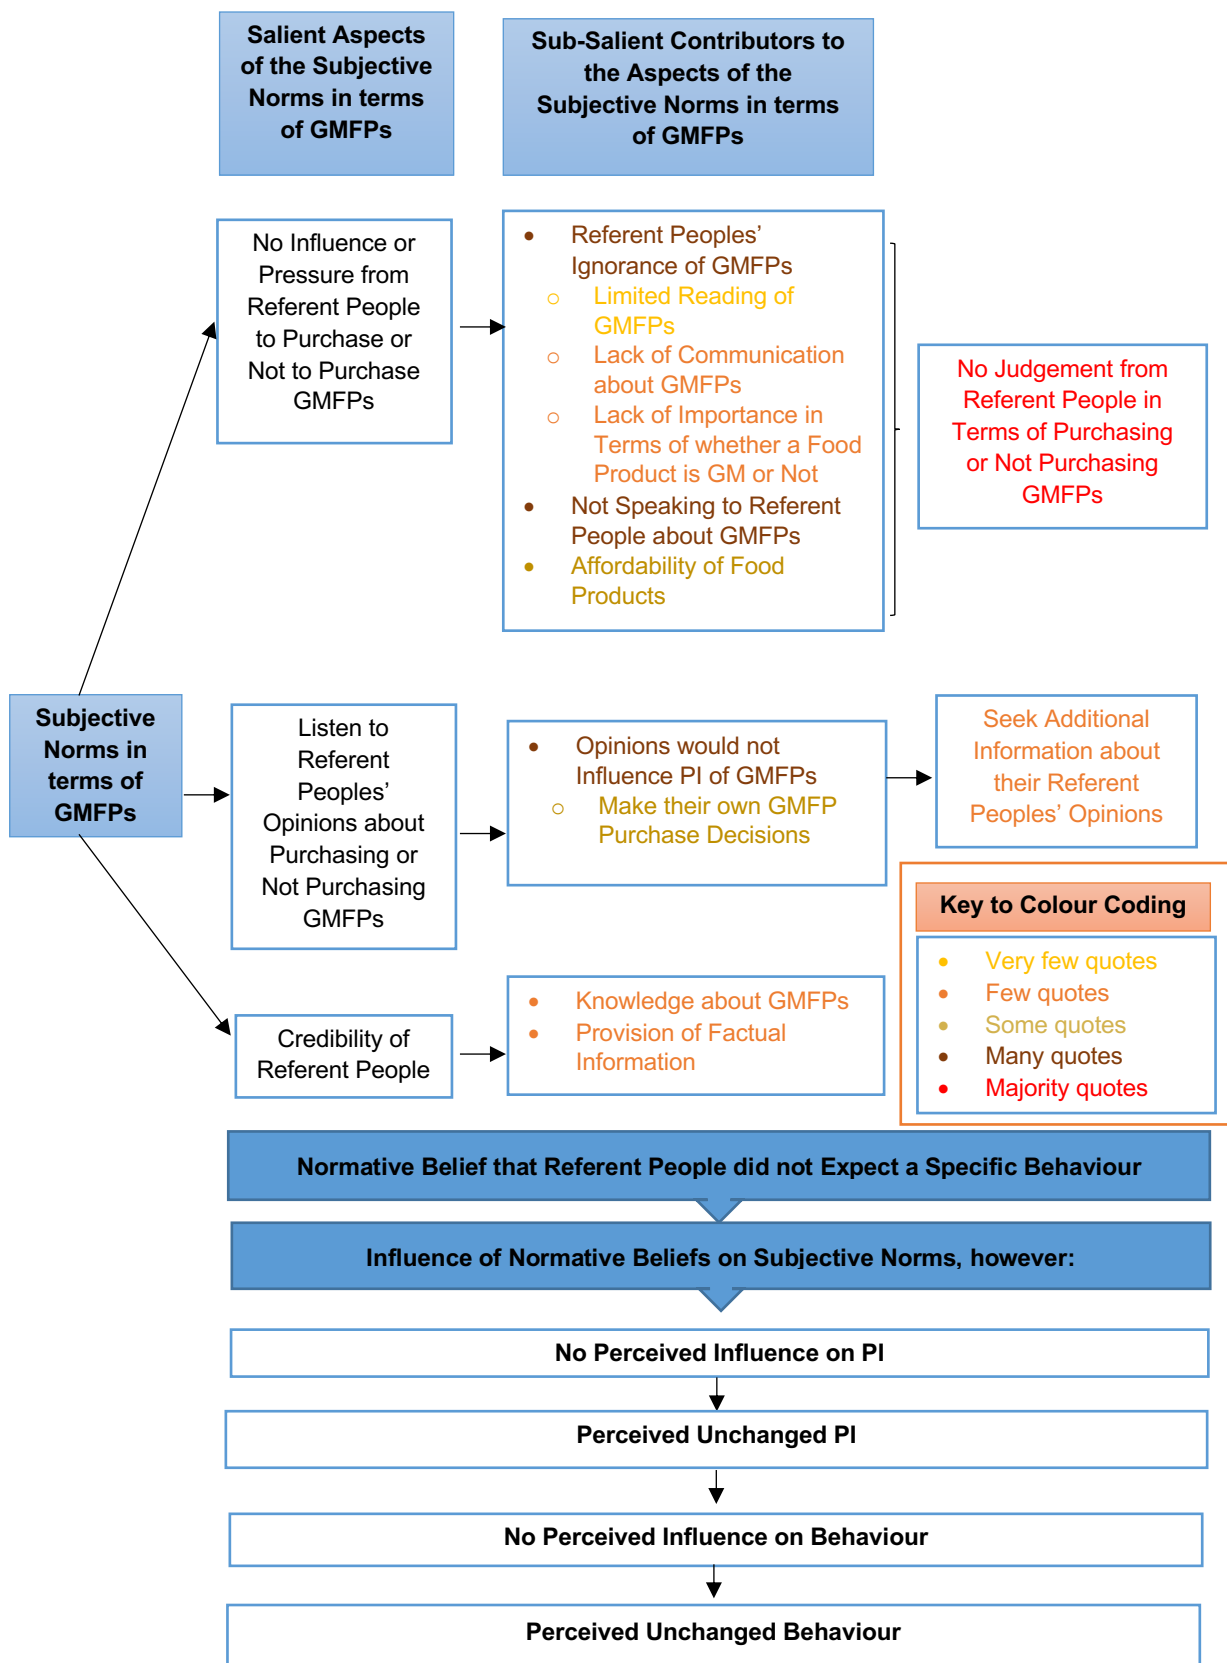 Salient Aspects
of the Subjective
Norms in terms
of GMFPs
Sub-Salient Contributors to
the Aspects of the
Subjective Norms in terms
of GMFPs
No Influence or
Pressure from
Referent People
to Purchase or
Not to Purchase
GMFPs
• Referent Peoples’
Ignorance of GMFPs
o Limited Reading of
GMFPs
o Lack of Communication
about GMFPs
o Lack of Importance in
Terms of whether a Food
Product is GM or Not
• Not Speaking to Referent
People about GMFPs
• Affordability of Food
Products
No Judgement from
Referent People in
Terms of Purchasing
or Not Purchasing
GMFPs
Subjective
Norms in
terms of
GMFPs
Listen to
Referent
Peoples’
Opinions about
Purchasing or
Not Purchasing
GMFPs
• Opinions would not
Influence PI of GMFPs
o Make their own GMFP
Purchase Decisions
Seek Additional
Information about
their Referent
Peoples’ Opinions
Credibility of
Referent People
• Knowledge about GMFPs
• Provision of Factual
Information
Key to Colour Coding
• Very few quotes
• Few quotes
• Some quotes
• Many quotes
• Majority quotes
Normative Belief that Referent People did not Expect a Specific Behaviour
Influence of Normative Beliefs on Subjective Norms, however:
No Perceived Influence on PI
Perceived Unchanged PI
No Perceived Influence on Behaviour
Perceived Unchanged Behaviour